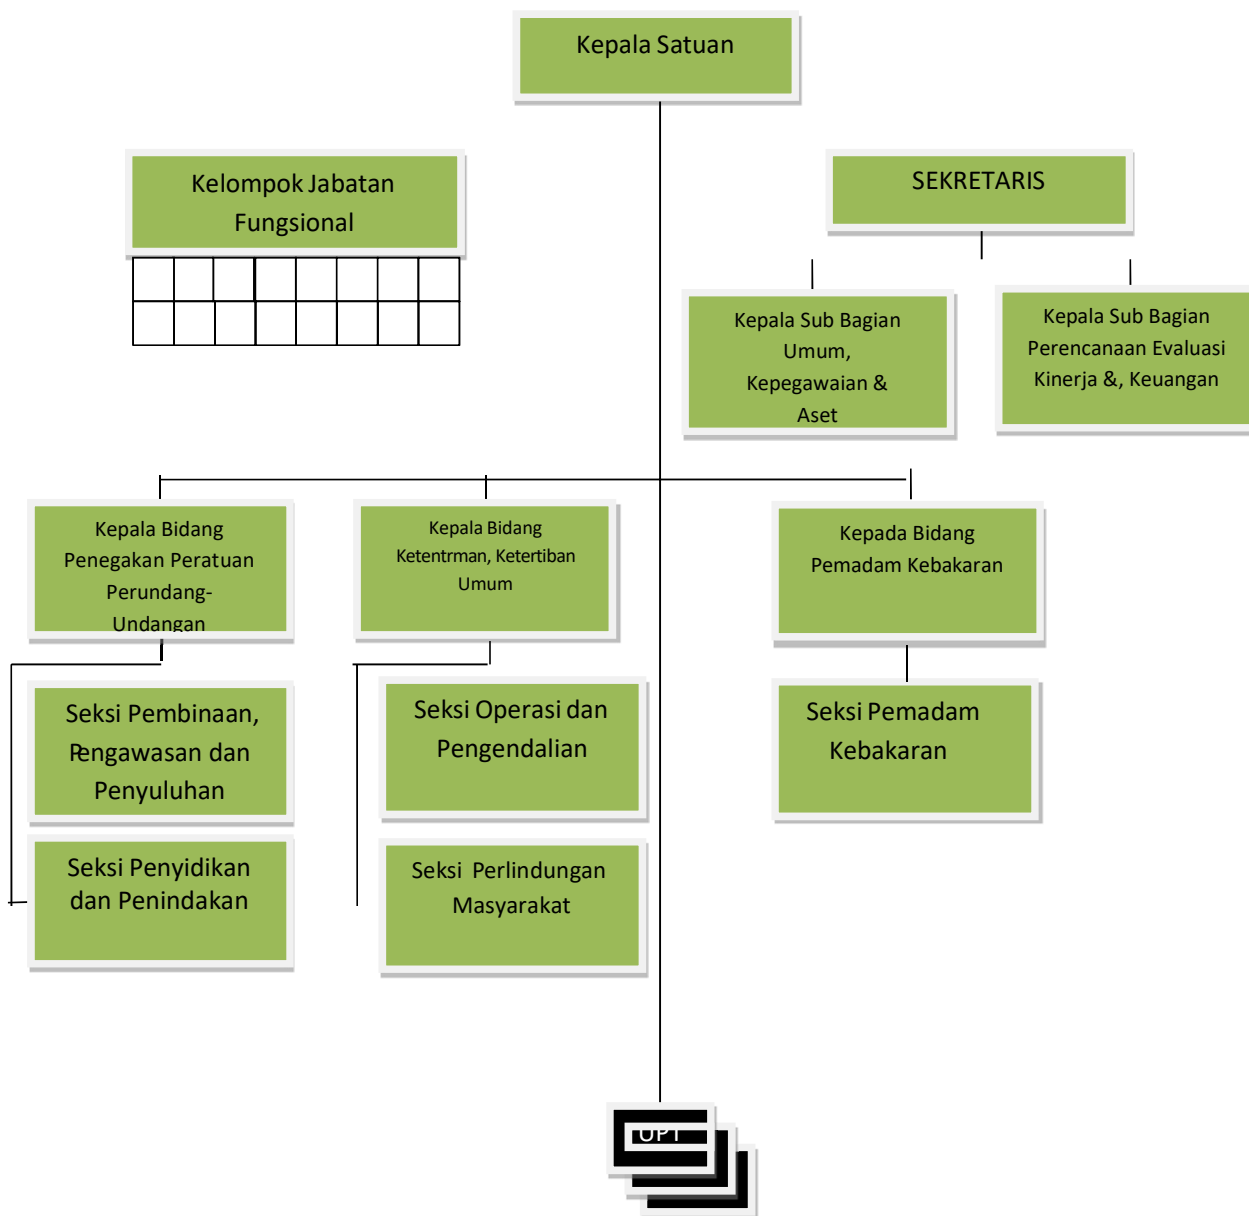 Kepala Satuan
Kelompok Jabatan
Fungsional
SEKRETARIS
Kepala Sub Bagian
Umum,
Kepegawaian &
Aset
Kepala Sub Bagian
Perencanaan Evaluasi
Kinerja &, Keuangan
Kepala Bidang
Penegakan Peratuan
Perundang-
Undangan
Kepala Bidang
Ketentrman, Ketertiban
Umum
Kepada Bidang
Pemadam Kebakaran
Seksi Pembinaan,
Pengawasan dan
Penyuluhan
Seksi Operasi dan
Pengendalian
Seksi Pemadam
Kebakaran
Seksi Penyidikan
dan Penindakan
Seksi Perlindungan
Masyarakat
UPT